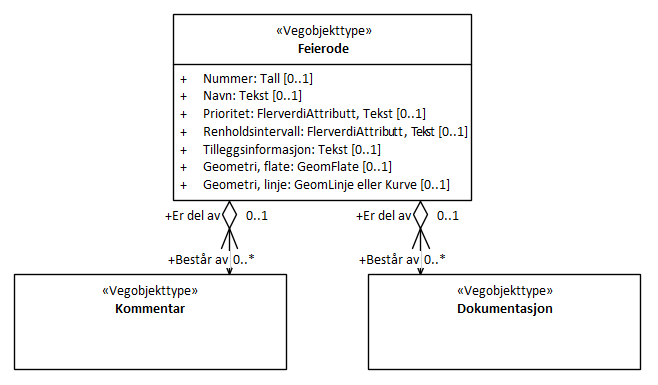 «Vegobjekttype»
Feierode
+ Nummer: Tall [0..1]
+ Navn: Tekst [0..1]
+ Prioritet: FlerverdiAttributt, Tekst [0..1]
+ Renholdsintervall: FlerverdiAttributt, Tekst [0..1]
+ Tilleggsinformasjon: Tekst [0..1]
+ Geometri, flate: GeomFlate [0..1]
+ Geometri, linje: GeomLinje eller Kurve [0..1]
+Er del av 0..1 +Er del av 0..1
+Består av 0..* +Består av 0..*
«Vegobjekttype»
Kommentar
«Vegobjekttype»
Dokumentasjon